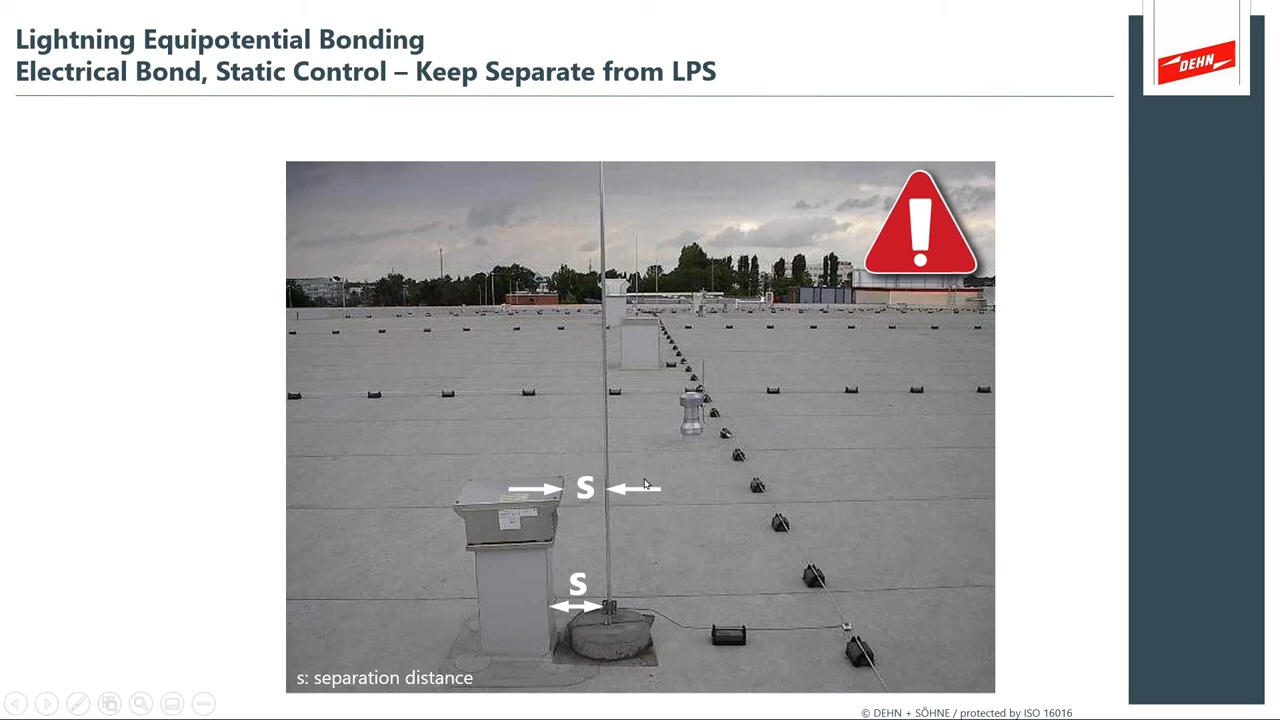 Lightning Equipotential Bonding
Electrical Bond, Static Control – Keep Separate from LPS
DEHN
S
S
s: separation distance
© DEHN + SÖHNE / protected by ISO 16016